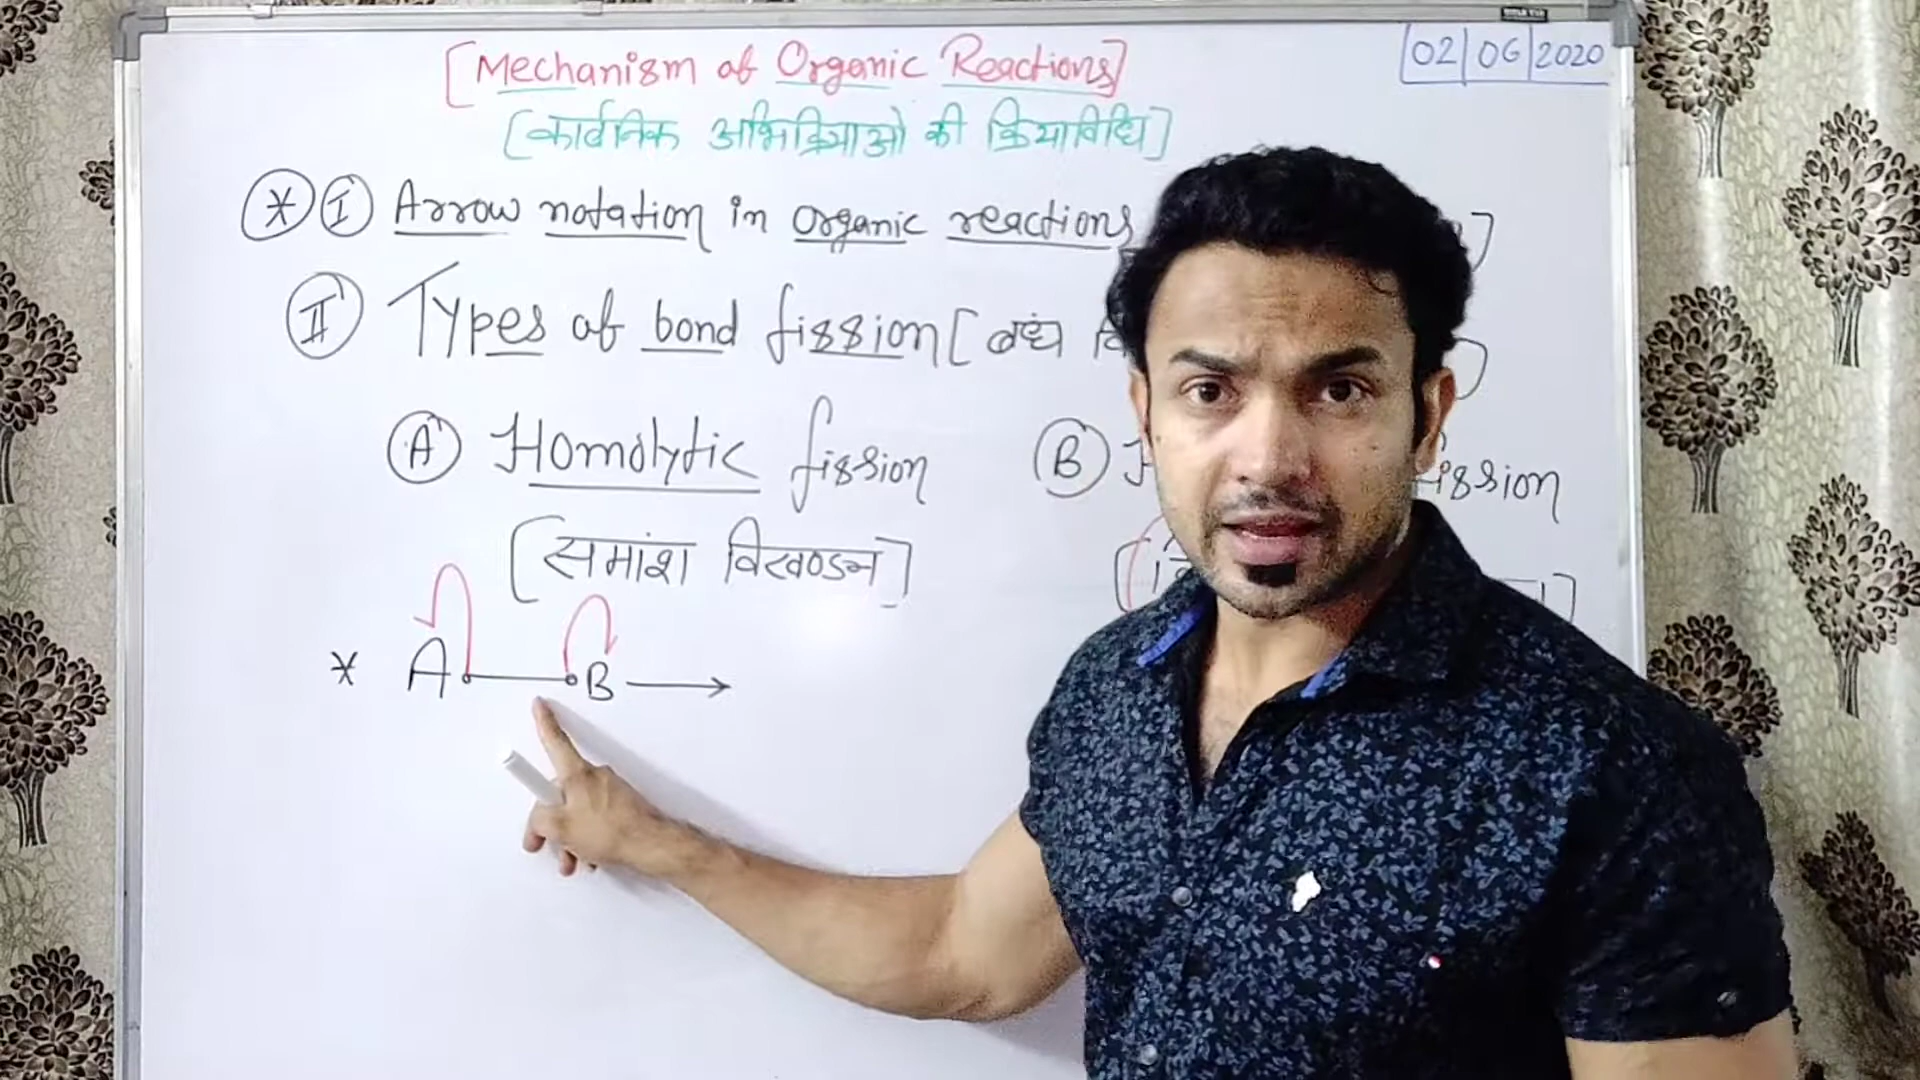 [Mechanism of Organic Reactions]
02|06|2020
[कार्बनिक अभिक्रियाओ की क्रियाविधि]
* I Arrow notation in organic reactions ]
II Types of bond fission [ बधं
A Homolytic fission
B fission
[समांश विखण्डन]
* A B →